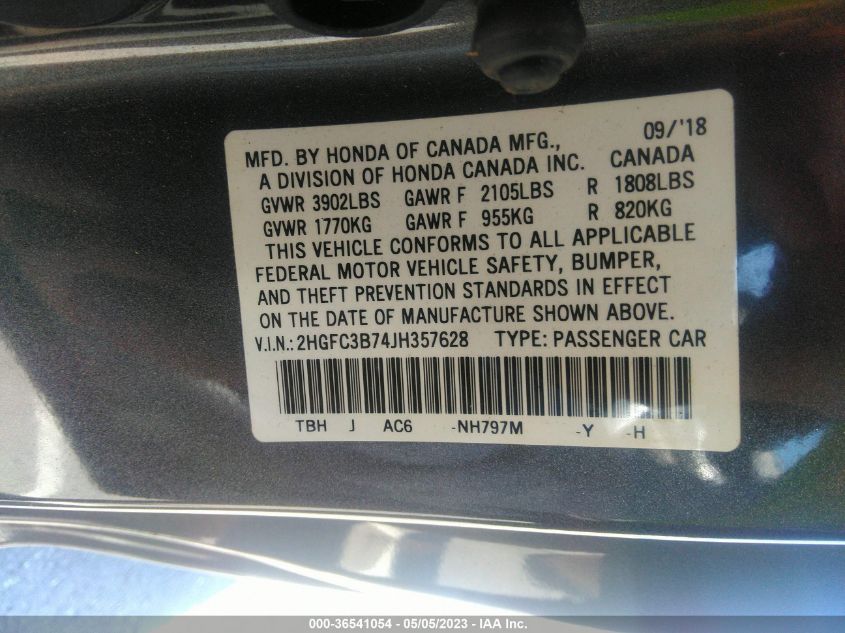 09/'18
MFD. BY HONDA OF CANADA MFG.,
A DIVISION OF HONDA CANADA INC. CANADA
GVWR 3902LBS GAWR F 2105LBS R 1808LBS
GVWR 1770KG GAWR F 955KG R 820KG
THIS VEHICLE CONFORMS TO ALL APPLICABLE
FEDERAL MOTOR VEHICLE SAFETY, BUMPER,
AND THEFT PREVENTION STANDARDS IN EFFECT
ON THE DATE OF MANUFACTURE SHOWN ABOVE.
V.I.N.: 2HGFC3B74JH357628 TYPE: PASSENGER CAR
TBH J AC6 -NH797M -Y -H
000-36541054 - 05/05/2023 - IAA Inc.